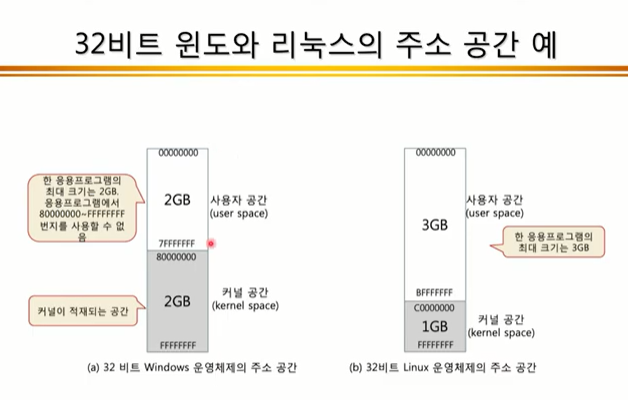 32비트 윈도와 리눅스의 주소 공간 예
한 응용프로그램의
최대 크기는 2GB.
응용프로그램에서
80000000~FFFFFFFF
번지를 사용할 수 없
음
커널이 적재되는 공간
00000000
2GB
7FFFFFFF
80000000
2GB
FFFFFFFF
사용자 공간
(user space)
커널 공간
(kernel space)
(a) 32 비트 Windows 운영체제의 주소 공간
00000000
3GB
BFFFFFFF
C0000000
1GB
FFFFFFFF
사용자 공간
(user space)
한 응용프로그램의
최대 크기는 3GB
커널 공간
(kernel space)
(b) 32비트 Linux 운영체제의 주소 공간